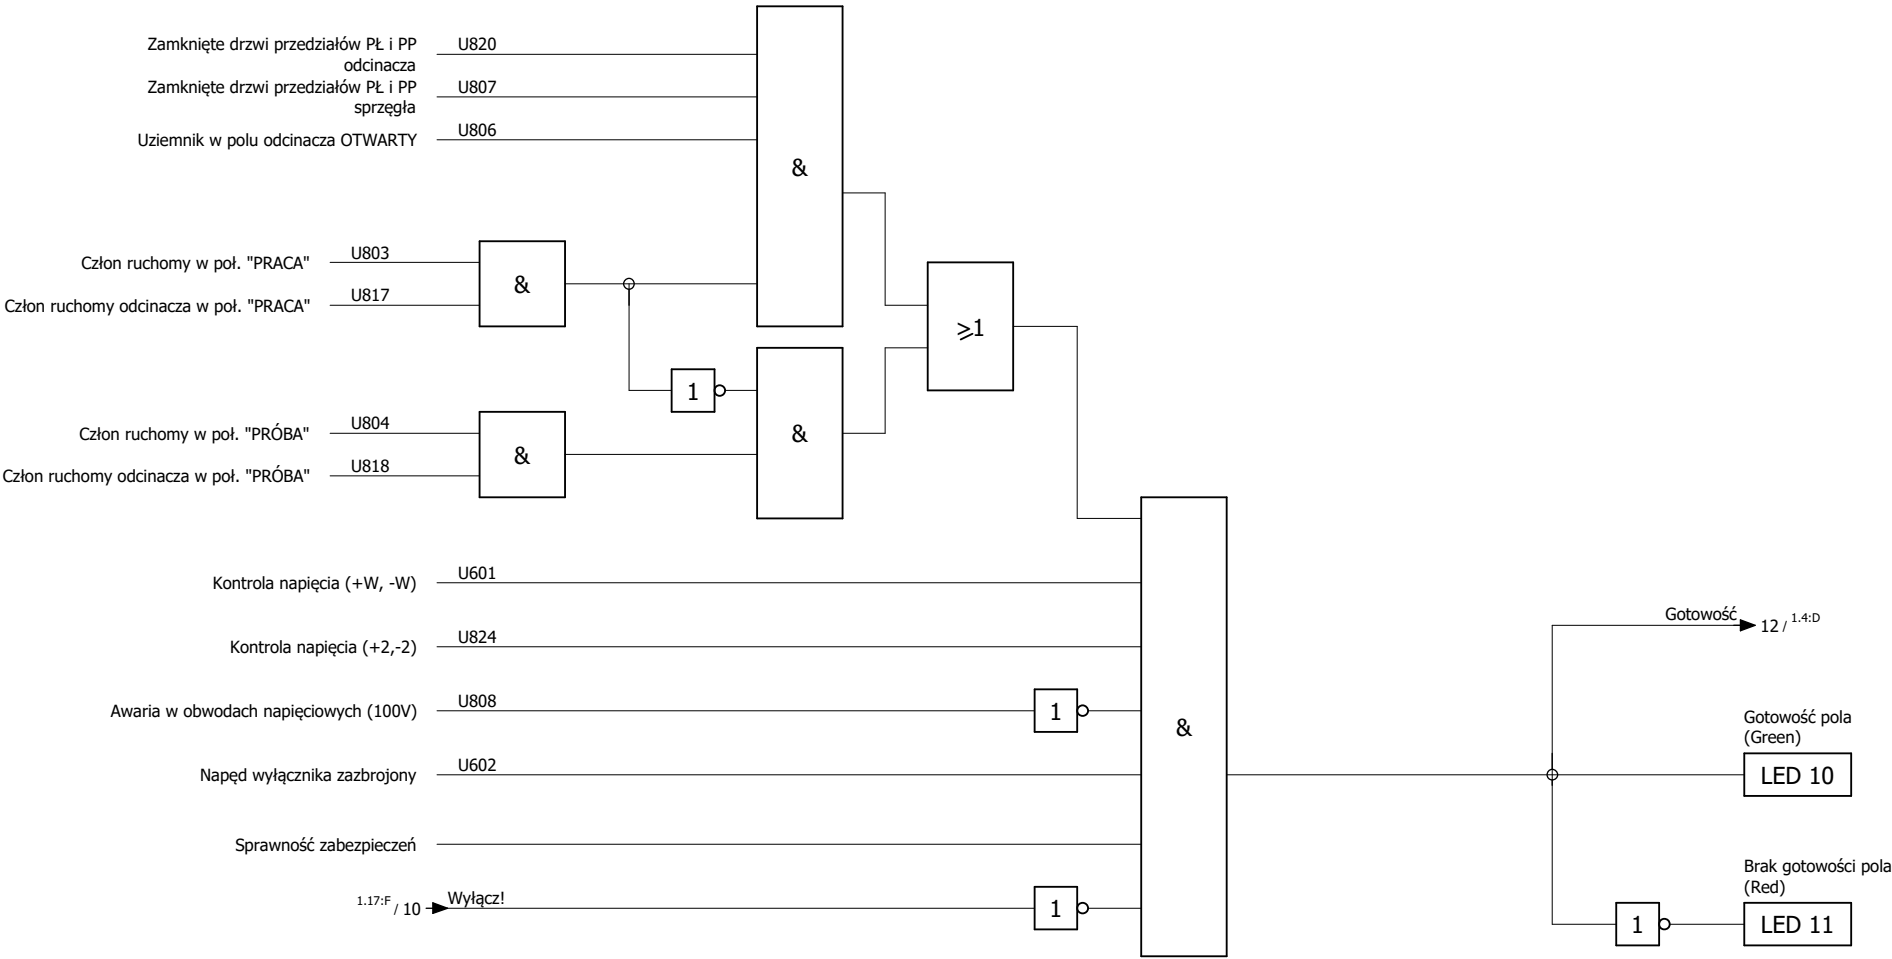 Zamknięte drzwi przedziałów PŁ i PP
odcinacza
U820
Zamknięte drzwi przedziałów PŁ i PP
sprzęgła
U807
Uziemnik w polu odcinacza OTWARTY
U806
&
Człon ruchomy w poł. "PRACA"
U803
Człon ruchomy odcinacza w poł. "PRACA"
U817
&
≥1
1
Człon ruchomy w poł. "PRÓBA"
U804
Człon ruchomy odcinacza w poł. "PRÓBA"
U818
&
&
Kontrola napięcia (+W, -W)
U601
Kontrola napięcia (+2,-2)
U824
Awaria w obwodach napięciowych (100V)
U808
1
Napęd wyłącznika zazbrojony
U602
Sprawność zabezpieczeń
1.17:F / 10
Wyłącz!
1
&
Gotowość
12 / 1.4:D
Gotowość pola
(Green)
LED 10
Brak gotowości pola
(Red)
1
LED 11